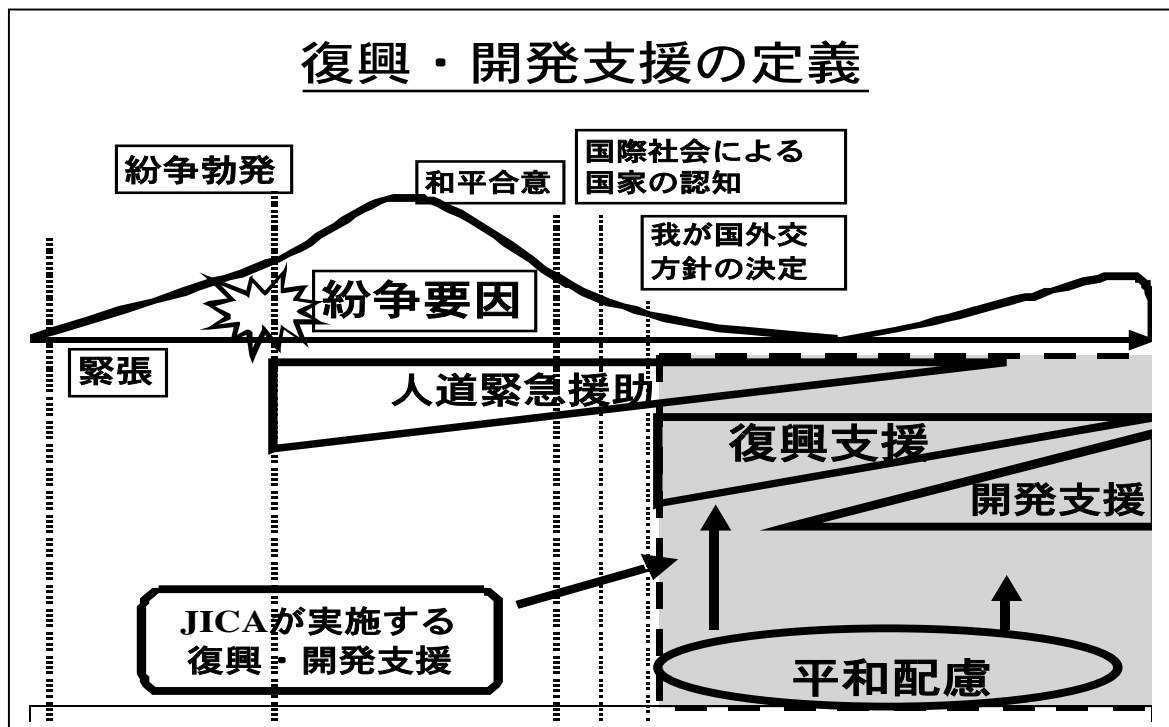 復興・開発支援の定義
紛争勃発
和平合意
国際社会による
国家の認知
我が国外交
方針の決定
紛争要因
緊張
人道緊急援助
復興支援
開発支援
JICAが実施する
復興・開発支援
平和配慮